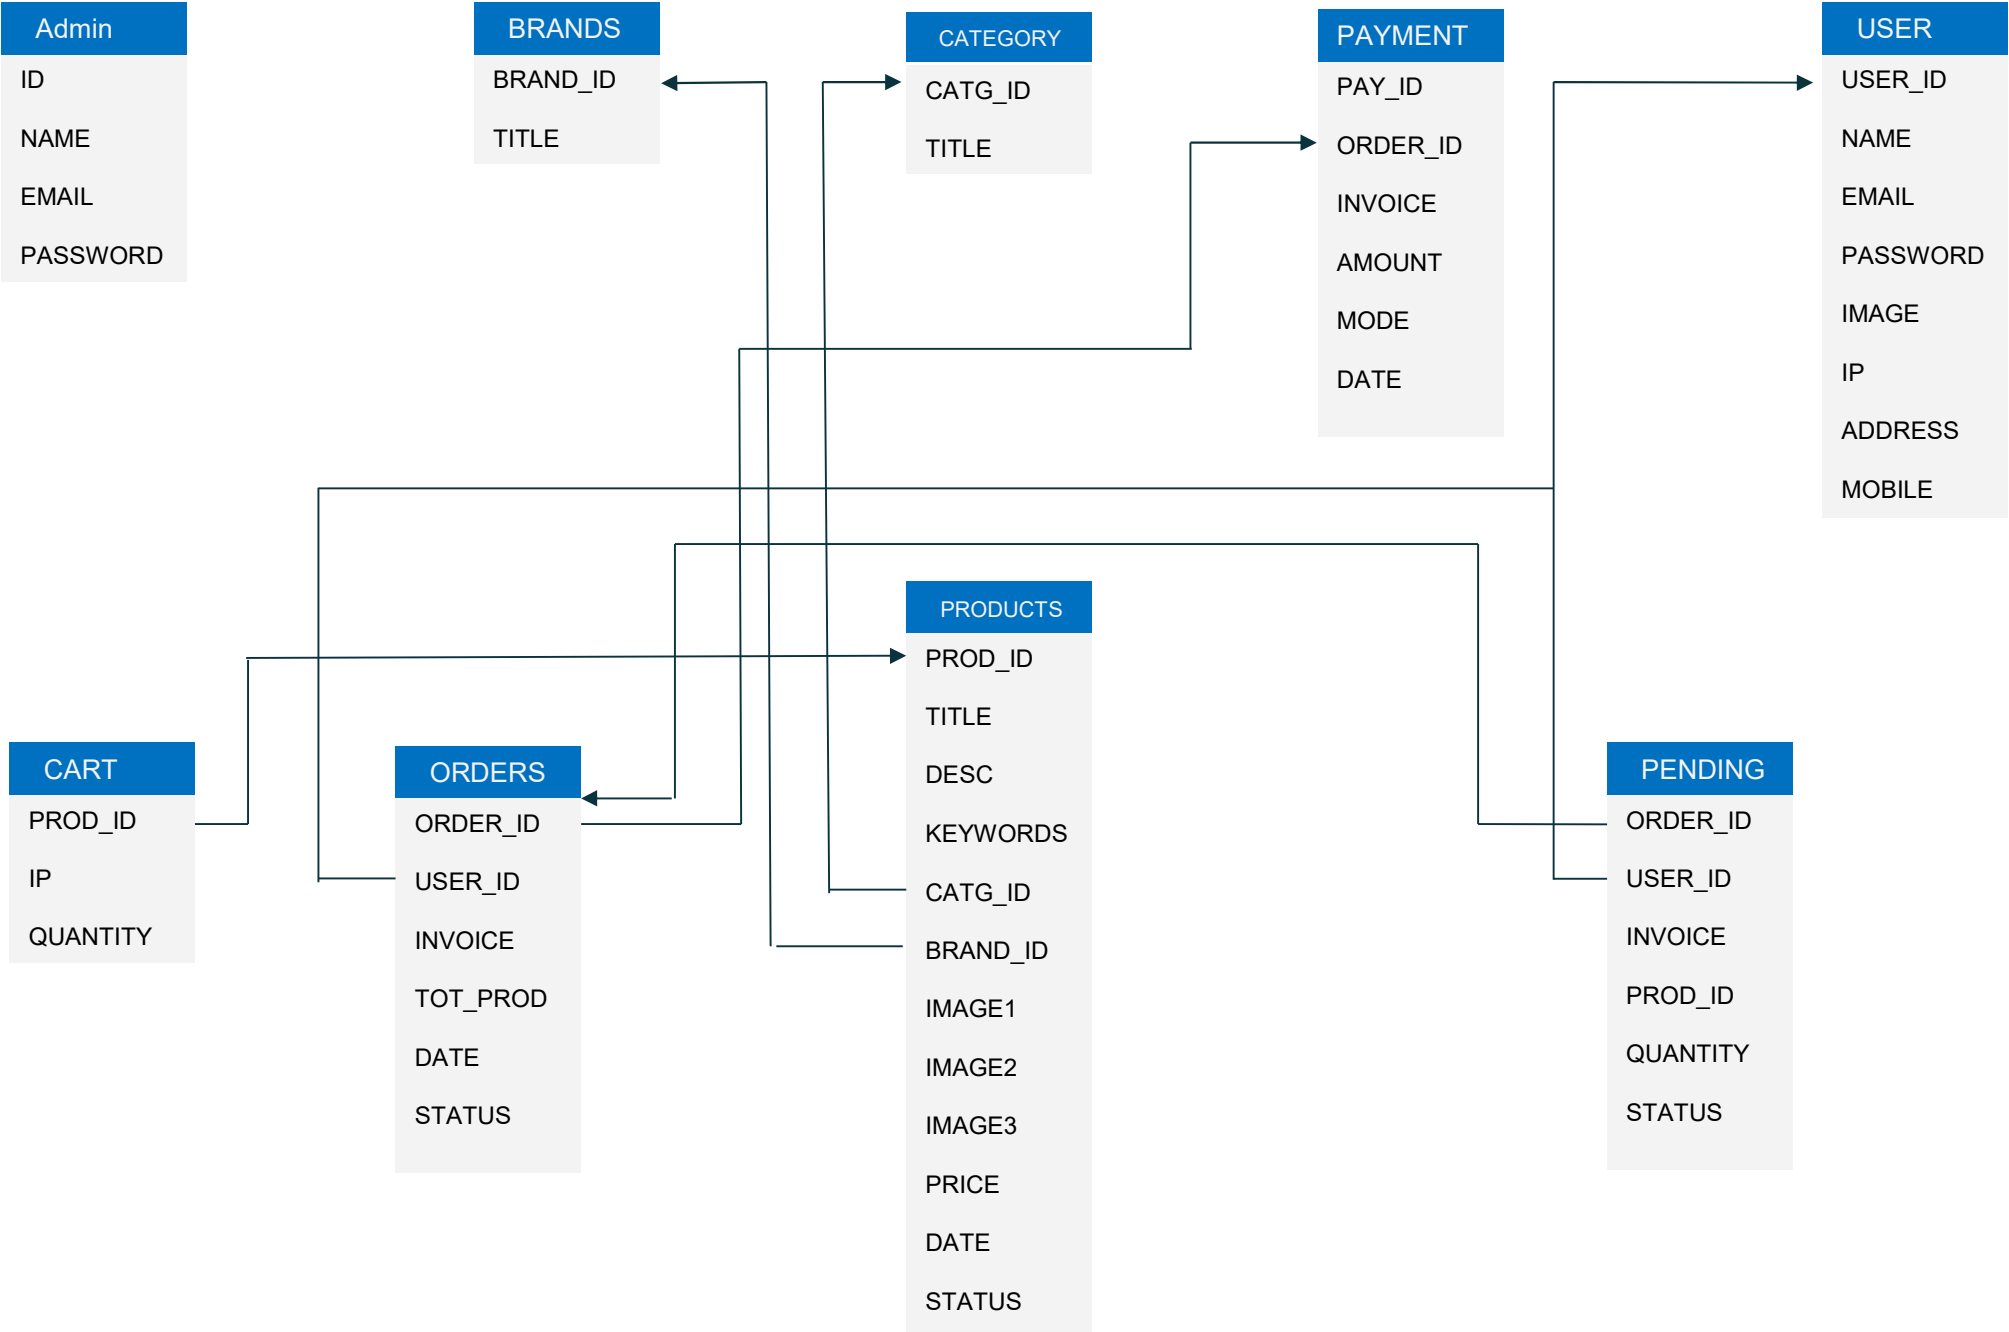 Admin
ID
NAME
EMAIL
PASSWORD
BRANDS
BRAND_ID
TITLE
CATEGORY
CATG_ID
TITLE
PAYMENT
PAY_ID
ORDER_ID
INVOICE
AMOUNT
MODE
DATE
USER
USER_ID
NAME
EMAIL
PASSWORD
IMAGE
IP
ADDRESS
MOBILE
CART
PROD_ID
IP
QUANTITY
ORDERS
ORDER_ID
USER_ID
INVOICE
TOT_PROD
DATE
STATUS
PRODUCTS
PROD_ID
TITLE
DESC
KEYWORDS
CATG_ID
BRAND_ID
IMAGE1
IMAGE2
IMAGE3
PRICE
DATE
STATUS
PENDING
ORDER_ID
USER_ID
INVOICE
PROD_ID
QUANTITY
STATUS